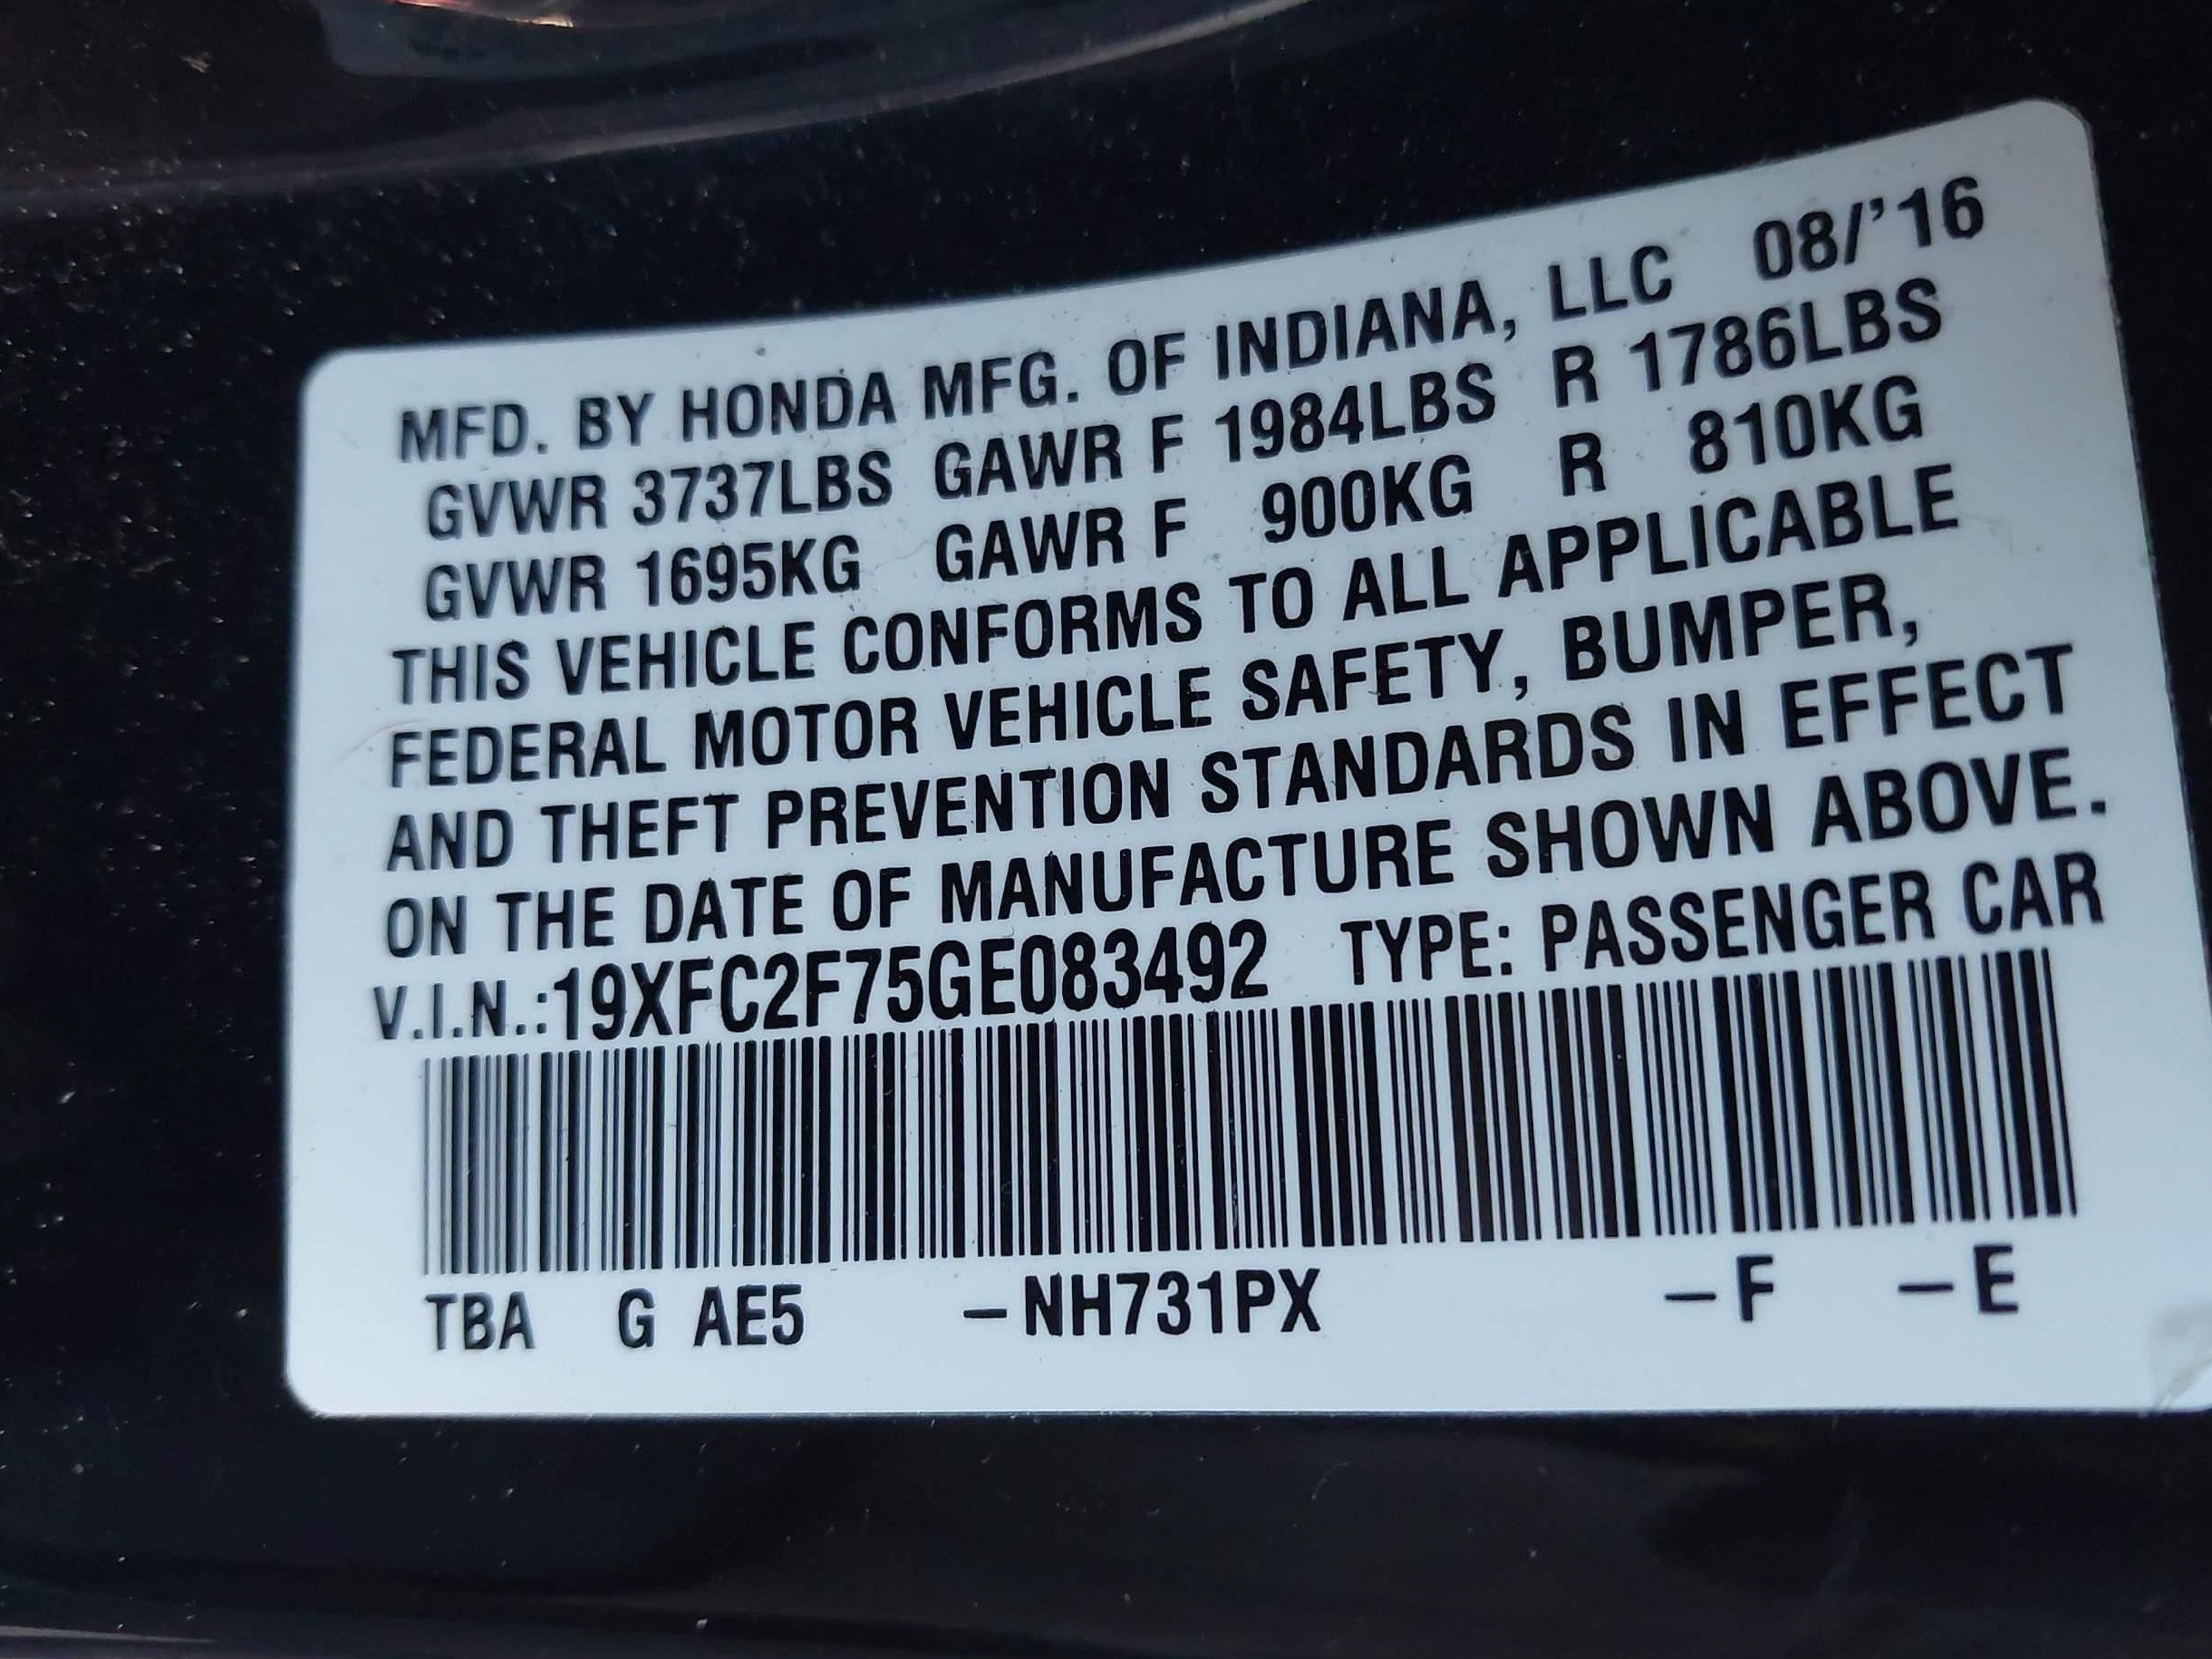 MFD. BY HONDA MFG. OF INDIANA, LLC 08/'16
GVWR 3737LBS GAWR F 1984LBS R 1786LBS
GVWR 1695KG GAWR F 900KG R 810KG
THIS VEHICLE CONFORMS TO ALL APPLICABLE
FEDERAL MOTOR VEHICLE SAFETY, BUMPER,
AND THEFT PREVENTION STANDARDS IN EFFECT
ON THE DATE OF MANUFACTURE SHOWN ABOVE.
V.I.N.:19XFC2F75GE083492 TYPE: PASSENGER CAR
TBA G AE5 –NH731PX –F –E